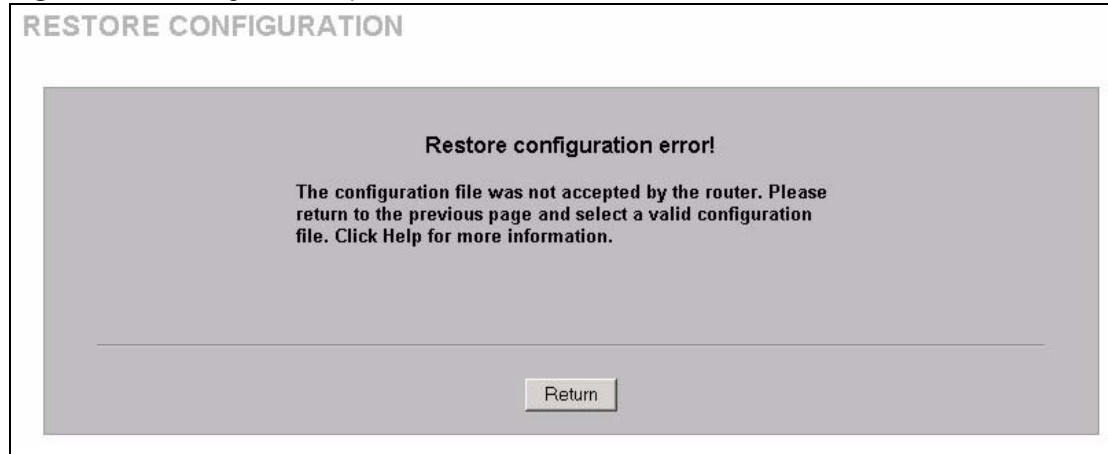 RESTORE CONFIGURATION
Restore configuration error!
The configuration file was not accepted by the router. Please
return to the previous page and select a valid configuration
file. Click Help for more information.
Return